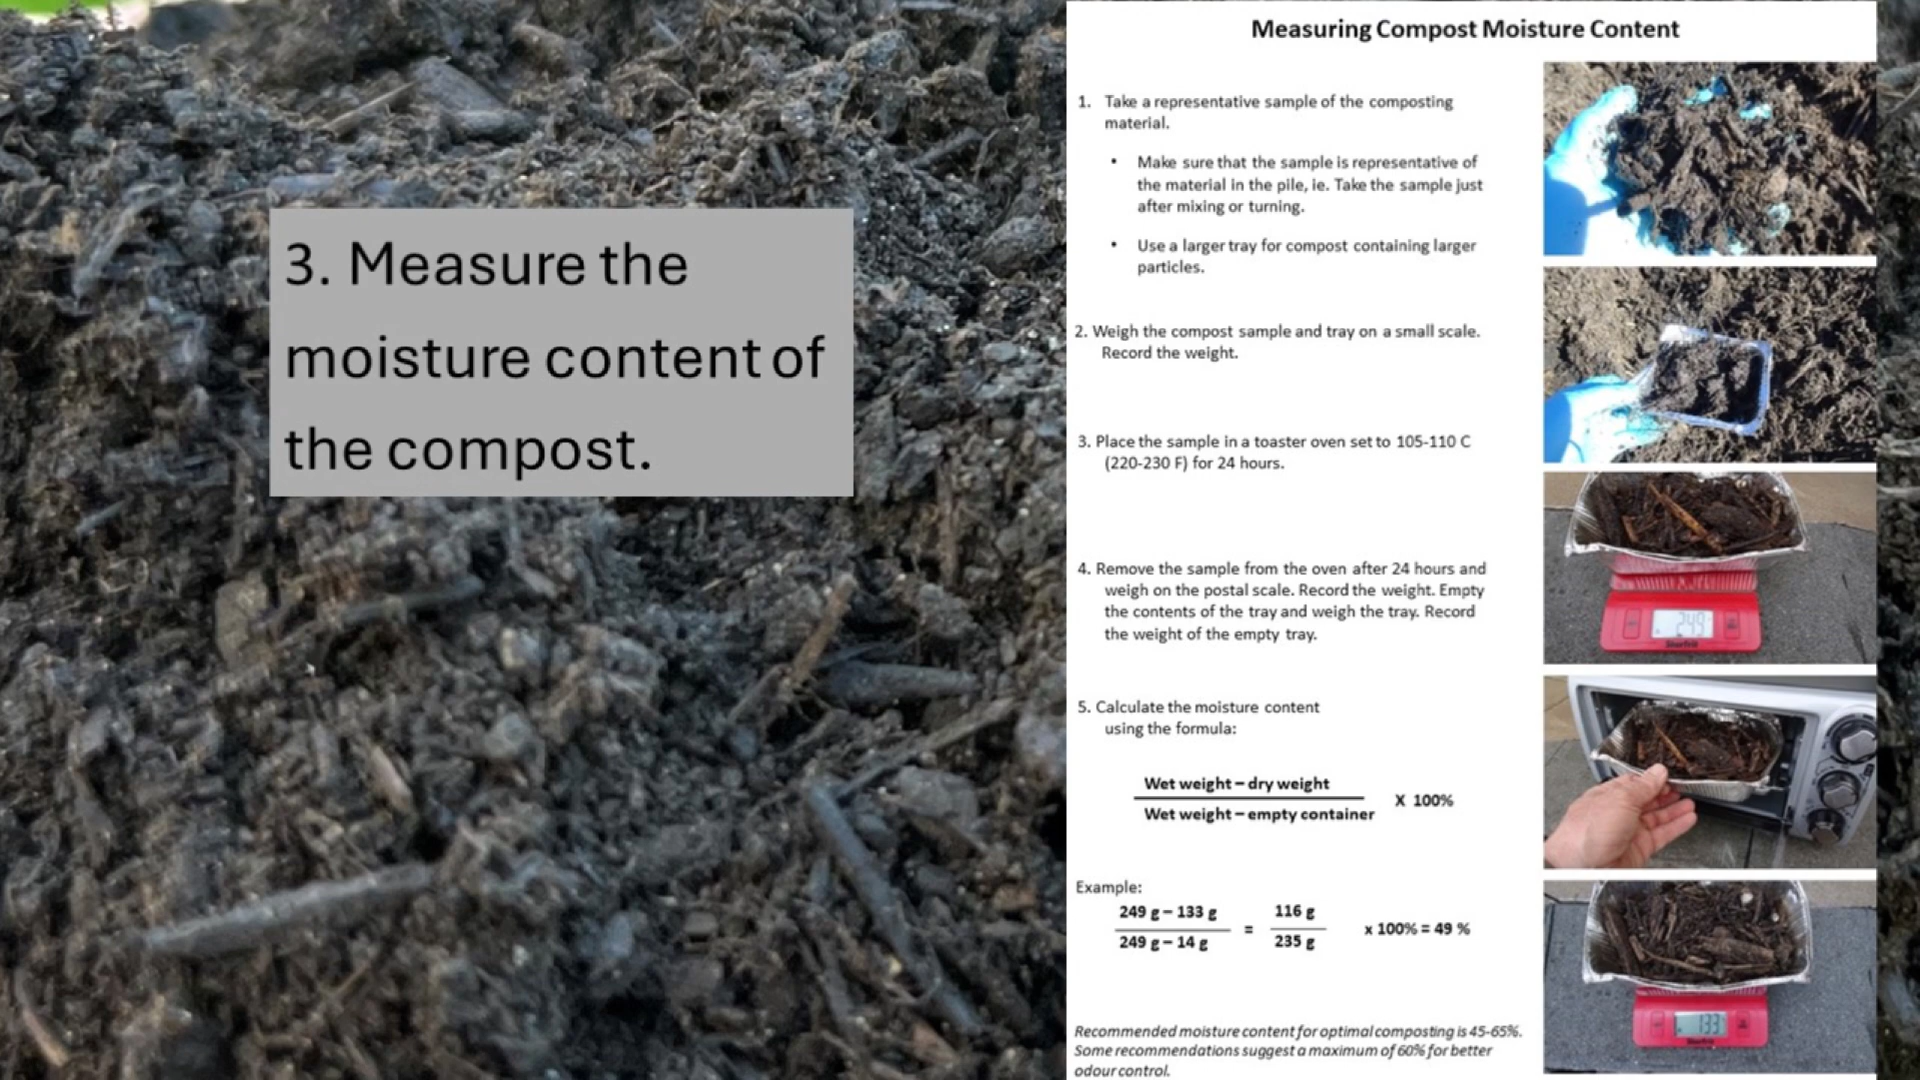 3. Measure the
moisture content of
the compost.
Measuring Compost Moisture Content
1. Take a representative sample of the composting
material.
• Make sure that the sample is representative of
the material in the pile, ie. Take the sample just
after mixing or turning.
• Use a larger tray for compost containing larger
particles.
2. Weigh the compost sample and tray on a small scale.
Record the weight.
3. Place the sample in a toaster oven set to 105-110 C
(220-230 F) for 24 hours.
4. Remove the sample from the oven after 24 hours and
weigh on the postal scale. Record the weight. Empty
the contents of the tray and weigh the tray. Record
the weight of the empty tray.
5. Calculate the moisture content
using the formula:
Wet weight – dry weight
X 100%
Wet weight – empty container
Example:
249 g – 133 g
116 g
= x 100% = 49 %
249 g – 14 g
235 g
Recommended moisture content for optimal composting is 45-65%.
Some recommendations suggest a maximum of 60% for better
odour control.
249
133